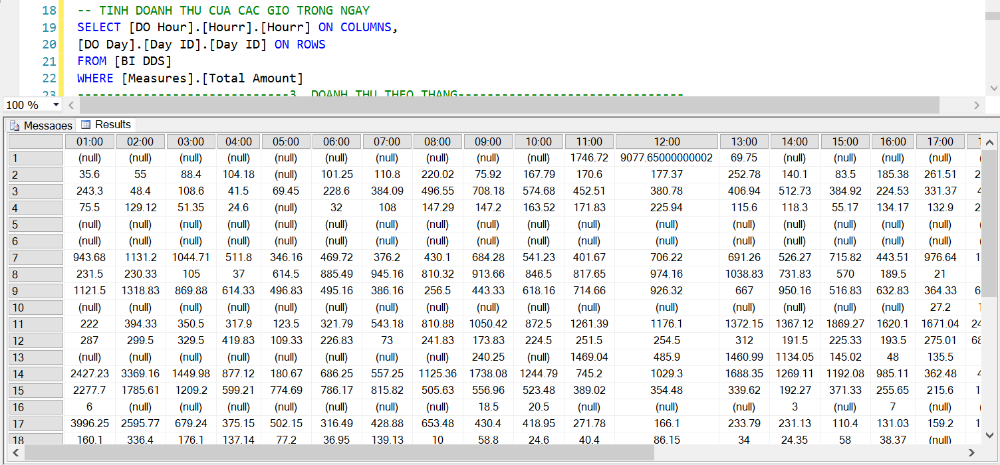 18 -- TINH DOANH THU CUA CAC GIO TRONG NGAY
19 SELECT [DO Hour].[Hourr].[Hourr] ON COLUMNS,
20 [DO Day].[Day ID].[Day ID] ON ROWS
21 FROM [BI DDS]
22 WHERE [Measures].[Total Amount]
23 -----------------------------3. DOANH THU THEO THANG-------------------------------
100 %
Messages Results
01:00 02:00 03:00 04:00 05:00 06:00 07:00 08:00 09:00 10:00 11:00 12:00 13:00 14:00 15:00 16:00 17:00
1 (null) (null) (null) (null) (null) (null) (null) (null) (null) (null) 1746.72 9077.65000000002 69.75 (null) (null) (null) (null)
2 35.6 55 88.4 104.18 (null) 101.25 110.8 220.02 75.92 167.79 170.6 177.37 252.78 140.1 83.5 185.38 261.51
3 243.3 48.4 108.6 41.5 69.45 228.6 384.09 496.55 708.18 574.68 452.51 380.78 406.94 512.73 384.92 224.53 331.37
4 75.5 129.12 51.35 24.6 (null) 32 108 147.29 147.2 163.52 171.83 225.94 115.6 118.3 55.17 134.17 132.9
5 (null) (null) (null) (null) (null) (null) (null) (null) (null) (null) (null) (null) (null) (null) (null) (null) (null)
6 (null) (null) (null) (null) (null) (null) (null) (null) (null) (null) (null) (null) (null) (null) (null) (null) (null)
7 943.68 1131.2 1044.71 511.8 346.16 469.72 376.2 430.1 684.28 541.23 401.67 706.22 691.26 526.27 715.82 443.51 976.64
8 231.5 230.33 105 37 614.5 885.49 945.16 810.32 913.66 846.5 817.65 974.16 1038.83 731.83 570 189.5 21
9 1121.5 1318.83 869.88 614.33 496.83 495.16 386.16 256.5 443.33 618.16 714.66 926.32 667 950.16 516.83 632.83 364.33
10 (null) (null) (null) (null) (null) (null) (null) (null) (null) (null) (null) (null) (null) (null) (null) (null) 27.2
11 222 394.33 350.5 317.9 123.5 321.79 543.18 810.88 1050.42 872.5 1261.39 1176.1 1372.15 1367.12 1869.27 1620.1 1671.04
12 287 299.5 329.5 419.83 109.33 226.83 73 241.83 173.83 224.5 251.5 254.5 312 191.5 225.33 193.5 275.01
13 (null) (null) (null) (null) (null) (null) (null) (null) 240.25 (null) 1469.04 485.9 1460.99 1134.05 145.02 48 135.5
14 2427.23 3369.16 1449.98 877.12 180.67 686.25 557.25 1125.36 1738.08 1244.79 745.2 1029.3 1688.35 1269.11 1192.08 985.11 362.48
15 2277.7 1785.61 1209.2 599.21 774.69 786.17 815.82 505.63 556.96 523.48 389.02 354.48 339.62 192.27 371.33 255.65 215.6
16 6 (null) (null) (null) (null) (null) (null) (null) 18.5 20.5 (null) (null) (null) 3 (null) 7 (null)
17 3996.25 2595.77 679.24 375.15 502.15 316.49 428.88 653.48 430.4 418.95 271.78 166.1 233.79 231.13 110.4 131.03 159.2
18 160.1 336.4 176.1 137.14 77.2 36.95 139.13 10 58.8 24.6 40.4 86.15 34 24.35 58 38.37 (null)